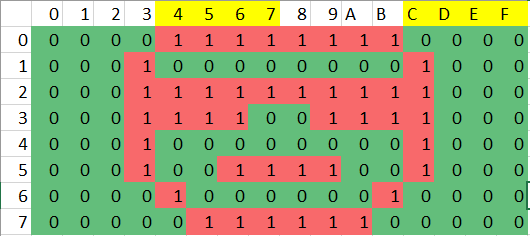 0 1 2 3 4 5 6 7 8 9 A B C D E F
0 0 0 0 0 1 1 1 1 1 1 1 1 0 0 0 0
1 0 0 0 1 0 0 0 0 0 0 0 0 1 0 0 0
2 0 0 0 1 1 1 1 1 1 1 1 1 1 0 0 0
3 0 0 0 1 1 1 1 0 0 1 1 1 1 0 0 0
4 0 0 0 1 0 0 0 0 0 0 0 0 1 0 0 0
5 0 0 0 1 0 0 1 1 1 1 0 0 1 0 0 0
6 0 0 0 0 1 0 0 0 0 0 0 1 0 0 0 0
7 0 0 0 0 0 1 1 1 1 1 1 0 0 0 0 0